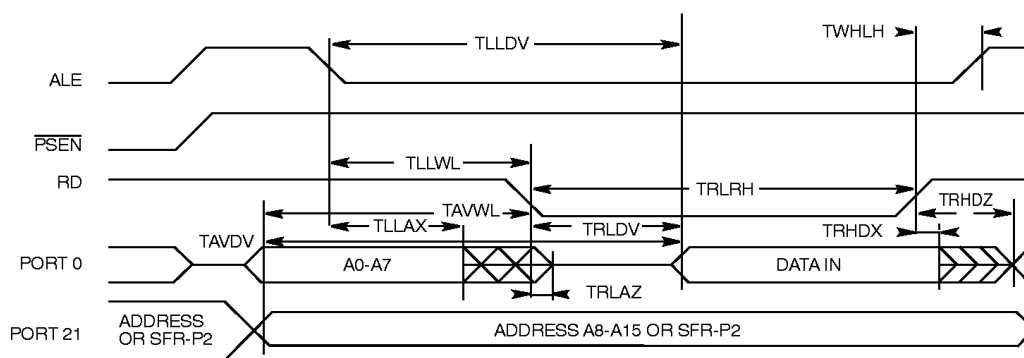 TLLDV
TWHLH
ALE
PSEN
TLLWL
RD
TRLRH
TAVWL
TRHDZ
TLLAX
TRLDV
TRHDX
TAVDV
PORT 0
A0-A7
DATA IN
TRLAZ
ADDRESS
OR SFR-P2
PORT 21
ADDRESS A8-A15 OR SFR-P2